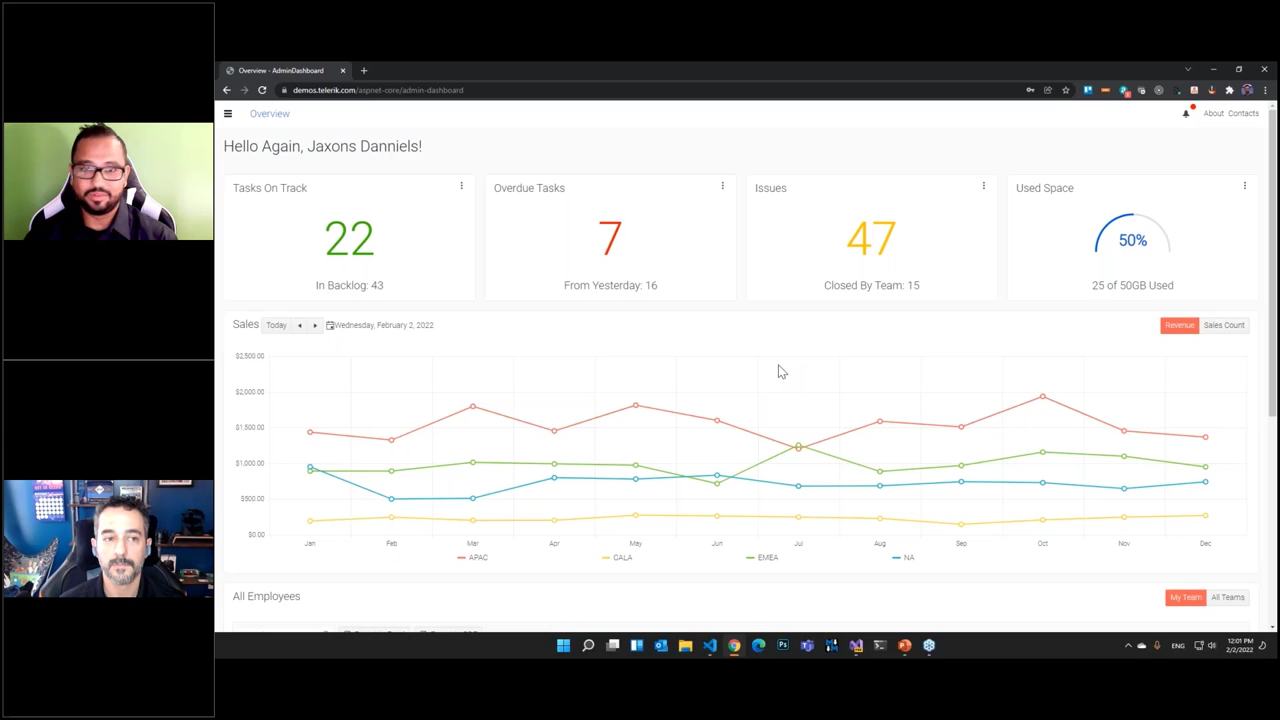 Overview - AdminDashboard
demos.telerik.com/aspnet-core/admin-dashboard
Overview
About Contacts
Hello Again, Jaxons Danniels!
Tasks On Track
22
In Backlog: 43
Overdue Tasks
7
From Yesterday: 16
Issues
47
Closed By Team: 15
Used Space
50%
25 of 50GB Used
Sales Today Wednesday, February 2, 2022 Revenue Sales Count
$2,500.00
$2,000.00
$1,500.00
$1,000.00
$500.00
$0.00
Jan Feb Mar Apr May Jun Jul Aug Sep Oct Nov Dec
APAC CALA EMEA NA
All Employees My Team All Teams
ENG
12:01 PM
2/2/2022